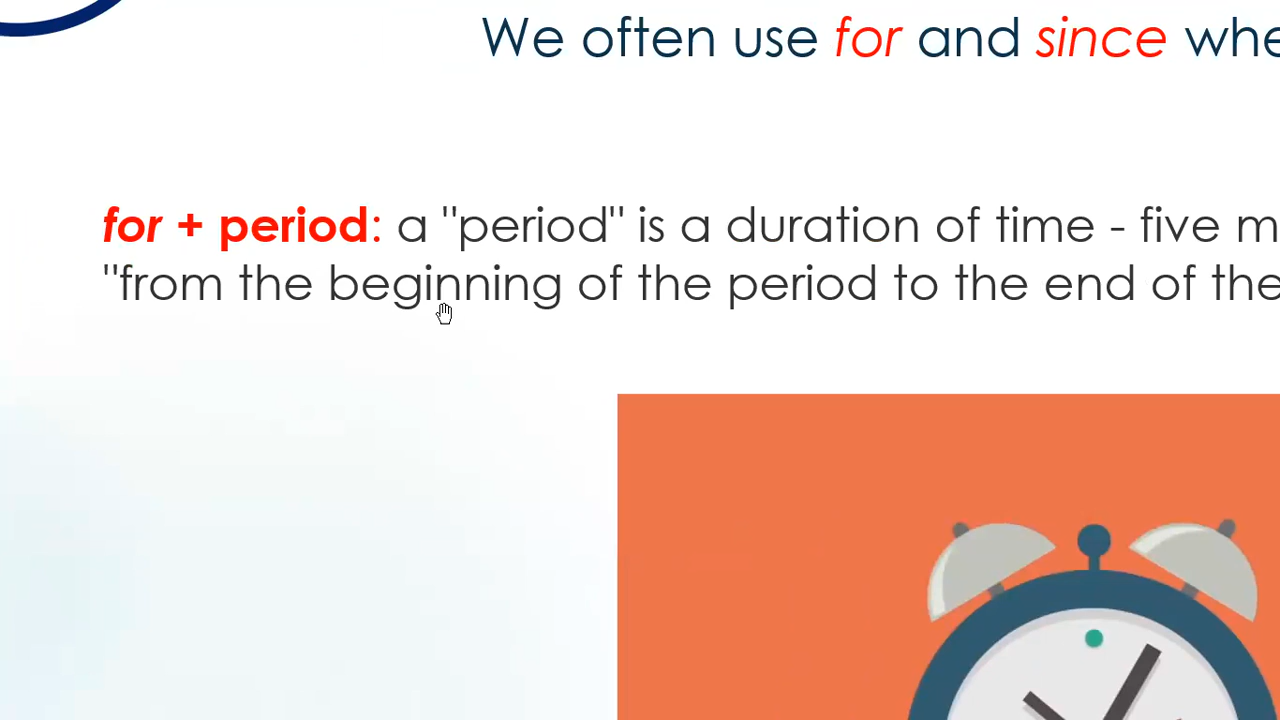 We often use for and since
for + period: a "period" is a duration of time - five
"from the beginning of the period to the end of the